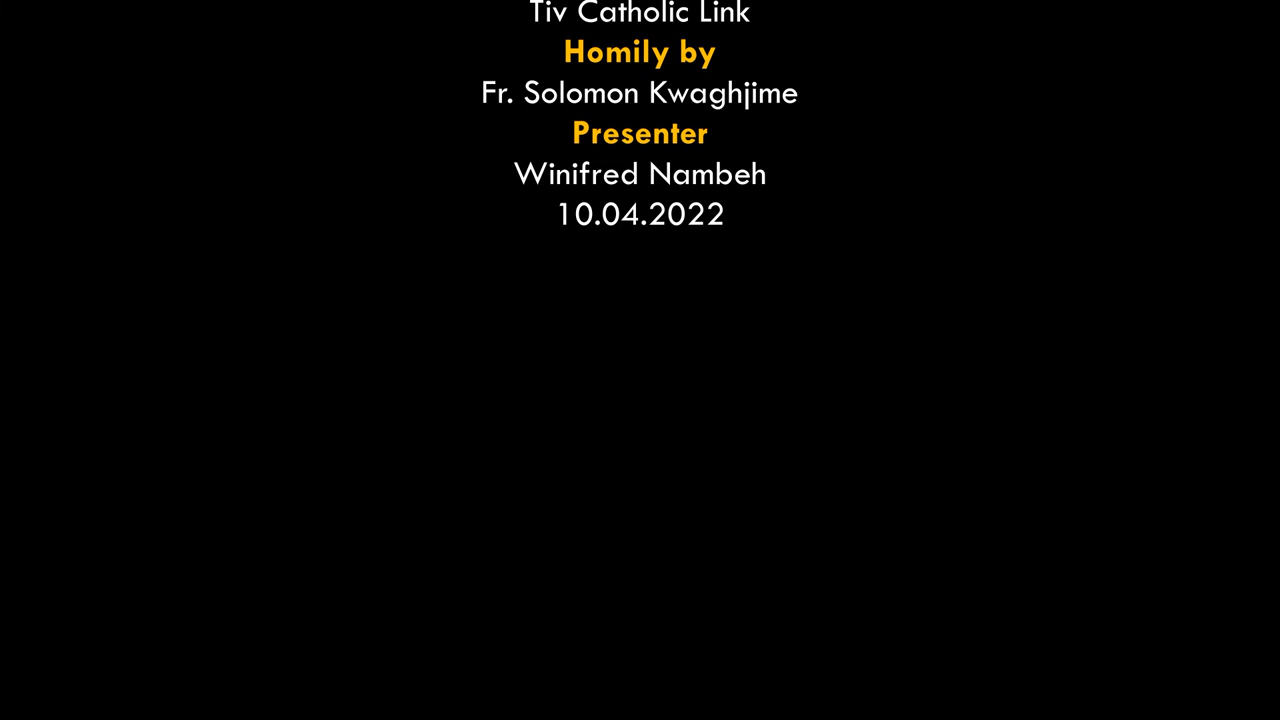 Tiv Catholic Link
Homily by
Fr. Solomon Kwaghjime
Presenter
Winifred Nambeh
10.04.2022